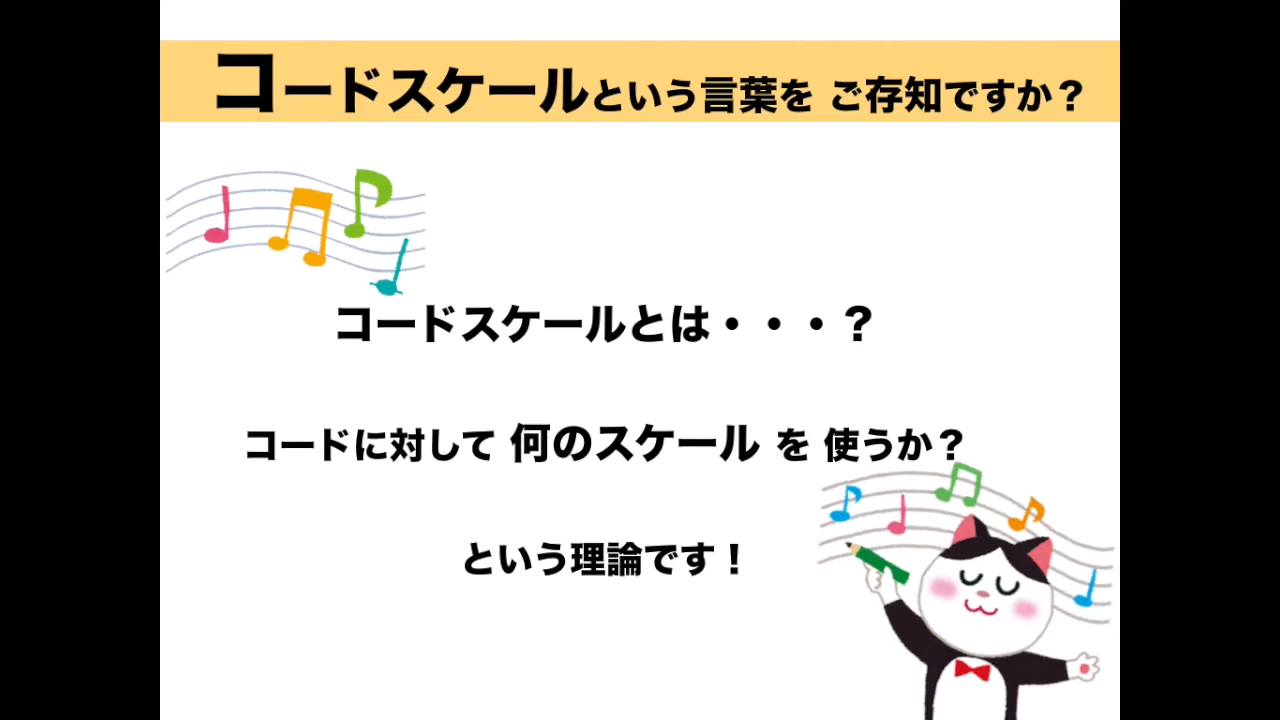 コードスケールという言葉を ご存知ですか？
コードスケールとは・・・？
コードに対して 何のスケール を 使うか？
という理論です！